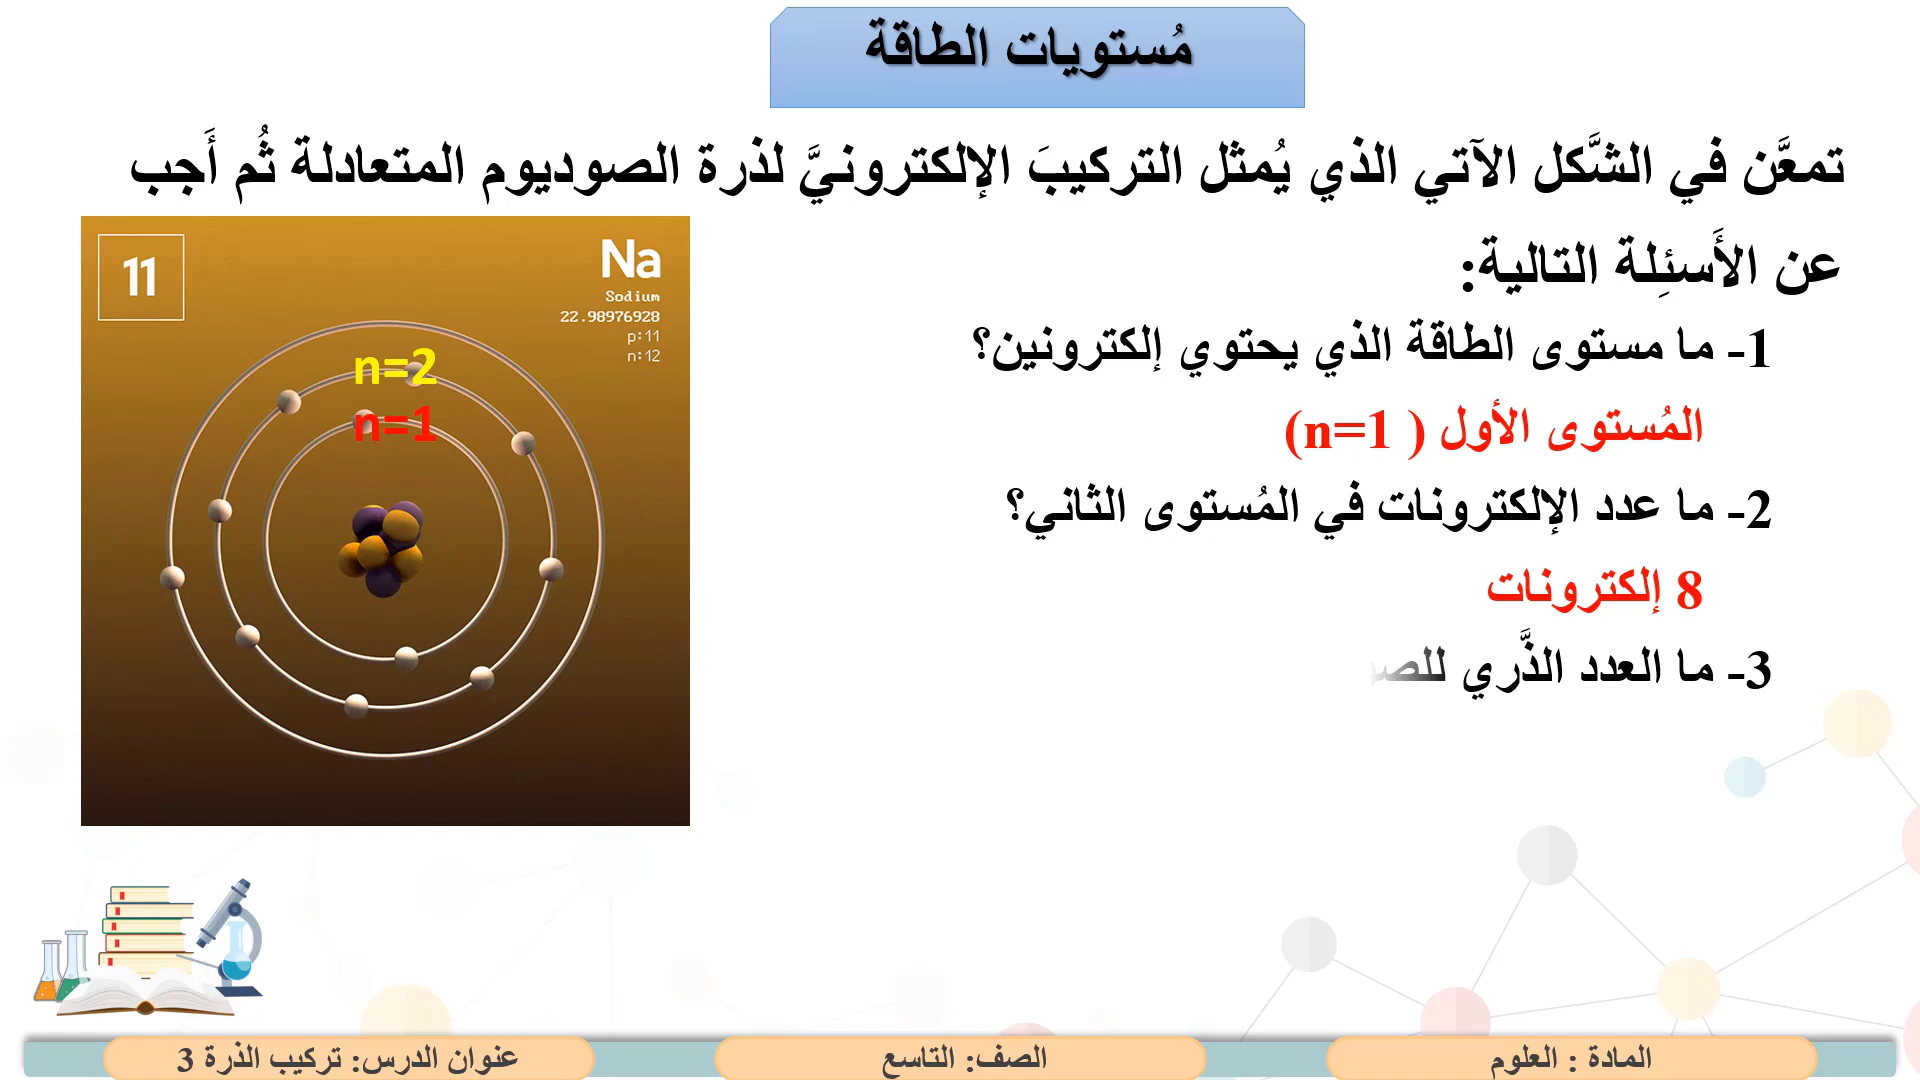 مُستويات الطاقة
تمعَّن في الشَّكل الآتي الذي يُمثل التركيبَ الإلكترونيَّ لذرة الصوديوم المتعادلة ثُم أَجب
عن الأَسئِلة التالية:
1- ما مستوى الطاقة الذي يحتوي إلكترونين؟
المُستوى الأول ( n=1)
2- ما عدد الإلكترونات في المُستوى الثاني؟
8 إلكترونات
3- ما العدد الذَّري
11
Na
Sodium
22.98976928
p:11
n:12
n=2
n=1
المادة : العلوم
الصف: التاسع
عنوان الدرس: تركيب الذرة 3